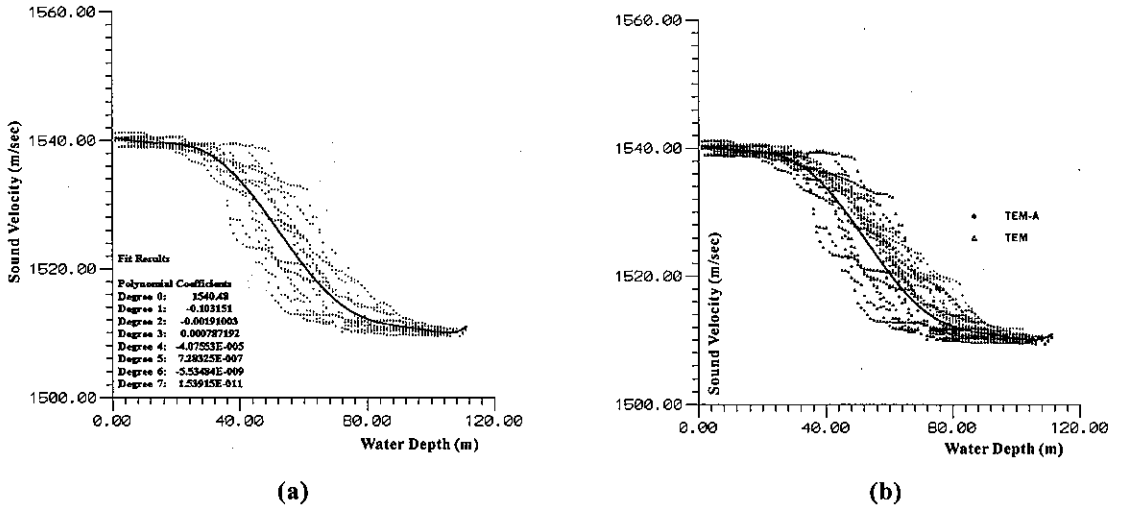 1560.00
1540.00
1520.00
1500.00
Sound Velocity (m/sec)
Fit Results
Polynomial Coefficients
Degree 0: 1540.48
Degree 1: -0.103151
Degree 2: -0.00191003
Degree 3: 0.000787192
Degree 4: -4.07553E-005
Degree 5: 7.28325E-007
Degree 6: -5.53484E-009
Degree 7: 1.53915E-011
0.00 40.00 80.00 120.00
Water Depth (m)
(a)
1560.00
1540.00
1520.00
1500.00
Sound Velocity (m/sec)
TEM-A
TEM
0.00 40.00 80.00 120.00
Water Depth (m)
(b)